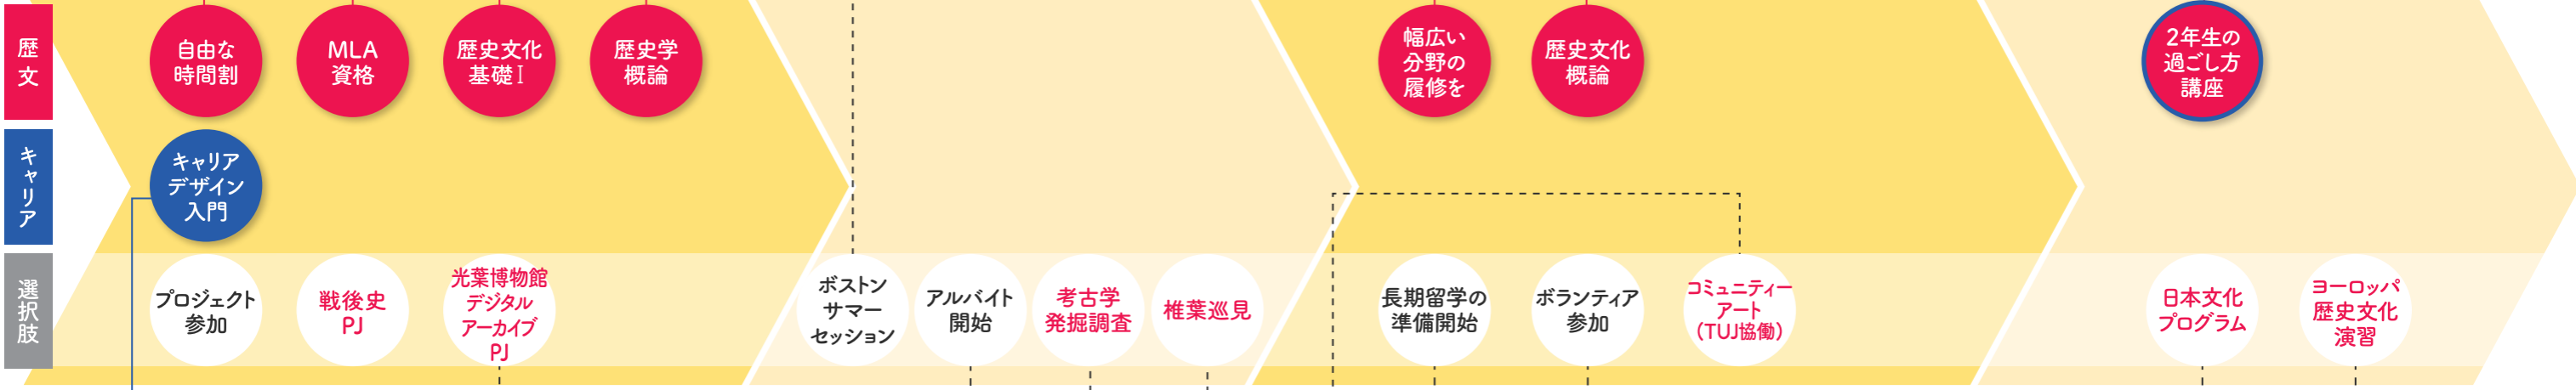 歴文
自由な
時間割
MLA
資格
歴史文化
基礎Ⅰ
歴史学
概論
幅広い
分野の
履修を
歴史文化
概論
2年生の
過ごし方
講座
キャリア
キャリア
デザイン
入門
選択肢
プロジェクト
参加
戦後史
PJ
光葉博物館
デジタル
アーカイブ
PJ
ボストン
サマー
セッション
アルバイト
開始
考古学
発掘調査
椎葉巡見
長期留学の
準備開始
ボランティア
参加
コミュニティー
アート
(TUJ協働)
日本文化
プログラム
ヨーロッパ
歴史文化
演習